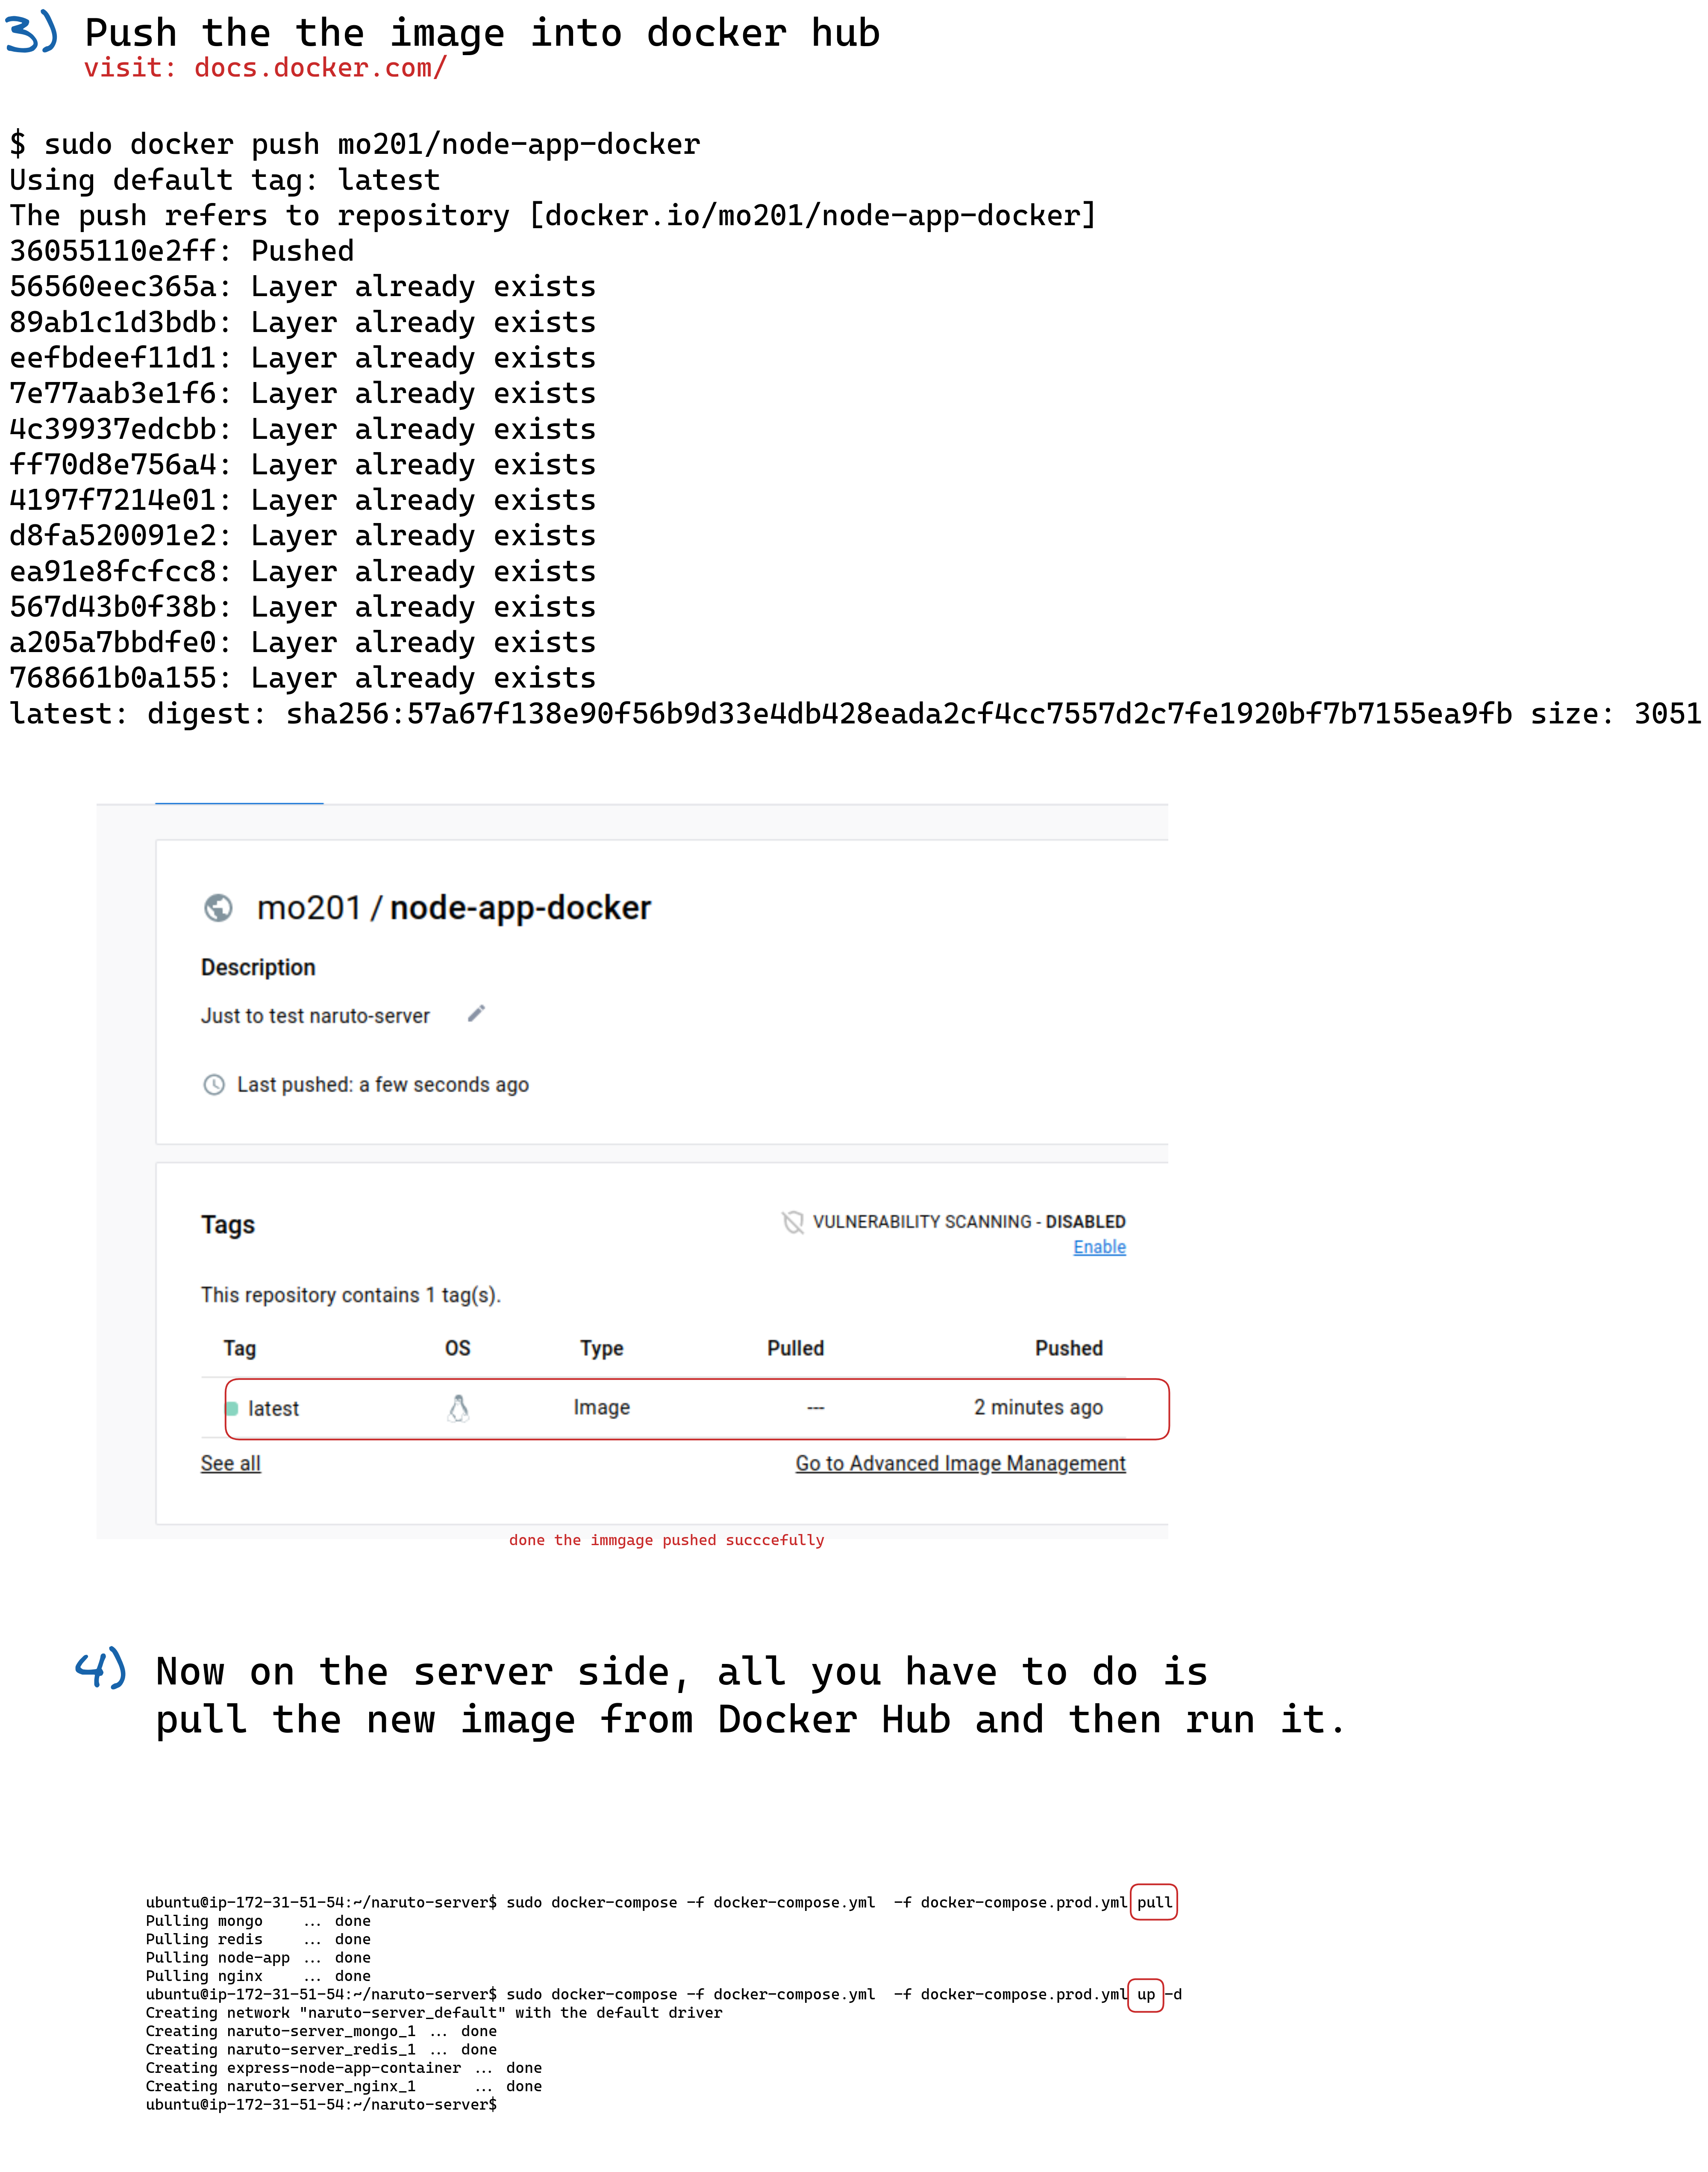 3) Push the the image into docker hub
visit: docs.docker.com/
$ sudo docker push mo201/node-app-docker
Using default tag: latest
The push refers to repository [docker.io/mo201/node-app-docker]
36055110e2ff: Pushed
56560eec365a: Layer already exists
89ab1c1d3bdb: Layer already exists
eefbdeef11d1: Layer already exists
7e77aab3e1f6: Layer already exists
4c39937edcbb: Layer already exists
ff70d8e756a4: Layer already exists
4197f7214e01: Layer already exists
d8fa520091e2: Layer already exists
ea91e8fcfcc8: Layer already exists
567d43b0f38b: Layer already exists
a205a7bbdfe0: Layer already exists
768661b0a155: Layer already exists
latest: digest: sha256:57a67f138e90f56b9d33e4db428eada2cf4cc7557d2c7fe1920bf7b7155ea9fb size: 3051
mo201 / node-app-docker
Description
Just to test naruto-server
Last pushed: a few seconds ago
Tags VULNERABILITY SCANNING - DISABLED
Enable
This repository contains 1 tag(s).
Tag OS Type Pulled Pushed
latest Image --- 2 minutes ago
See all Go to Advanced Image Management
done the immgage pushed succcefully
4) Now on the server side, all you have to do is
pull the new image from Docker Hub and then run it.
ubuntu@ip-172-31-51-54:~/naruto-server$ sudo docker-compose -f docker-compose.yml  -f docker-compose.prod.yml pull
Pulling mongo    ... done
Pulling redis    ... done
Pulling node-app ... done
Pulling nginx    ... done
ubuntu@ip-172-31-51-54:~/naruto-server$ sudo docker-compose -f docker-compose.yml  -f docker-compose.prod.yml up -d
Creating network "naruto-server_default" with the default driver
Creating naruto-server_mongo_1 ... done
Creating naruto-server_redis_1 ... done
Creating express-node-app-container ... done
Creating naruto-server_nginx_1      ... done
ubuntu@ip-172-31-51-54:~/naruto-server$